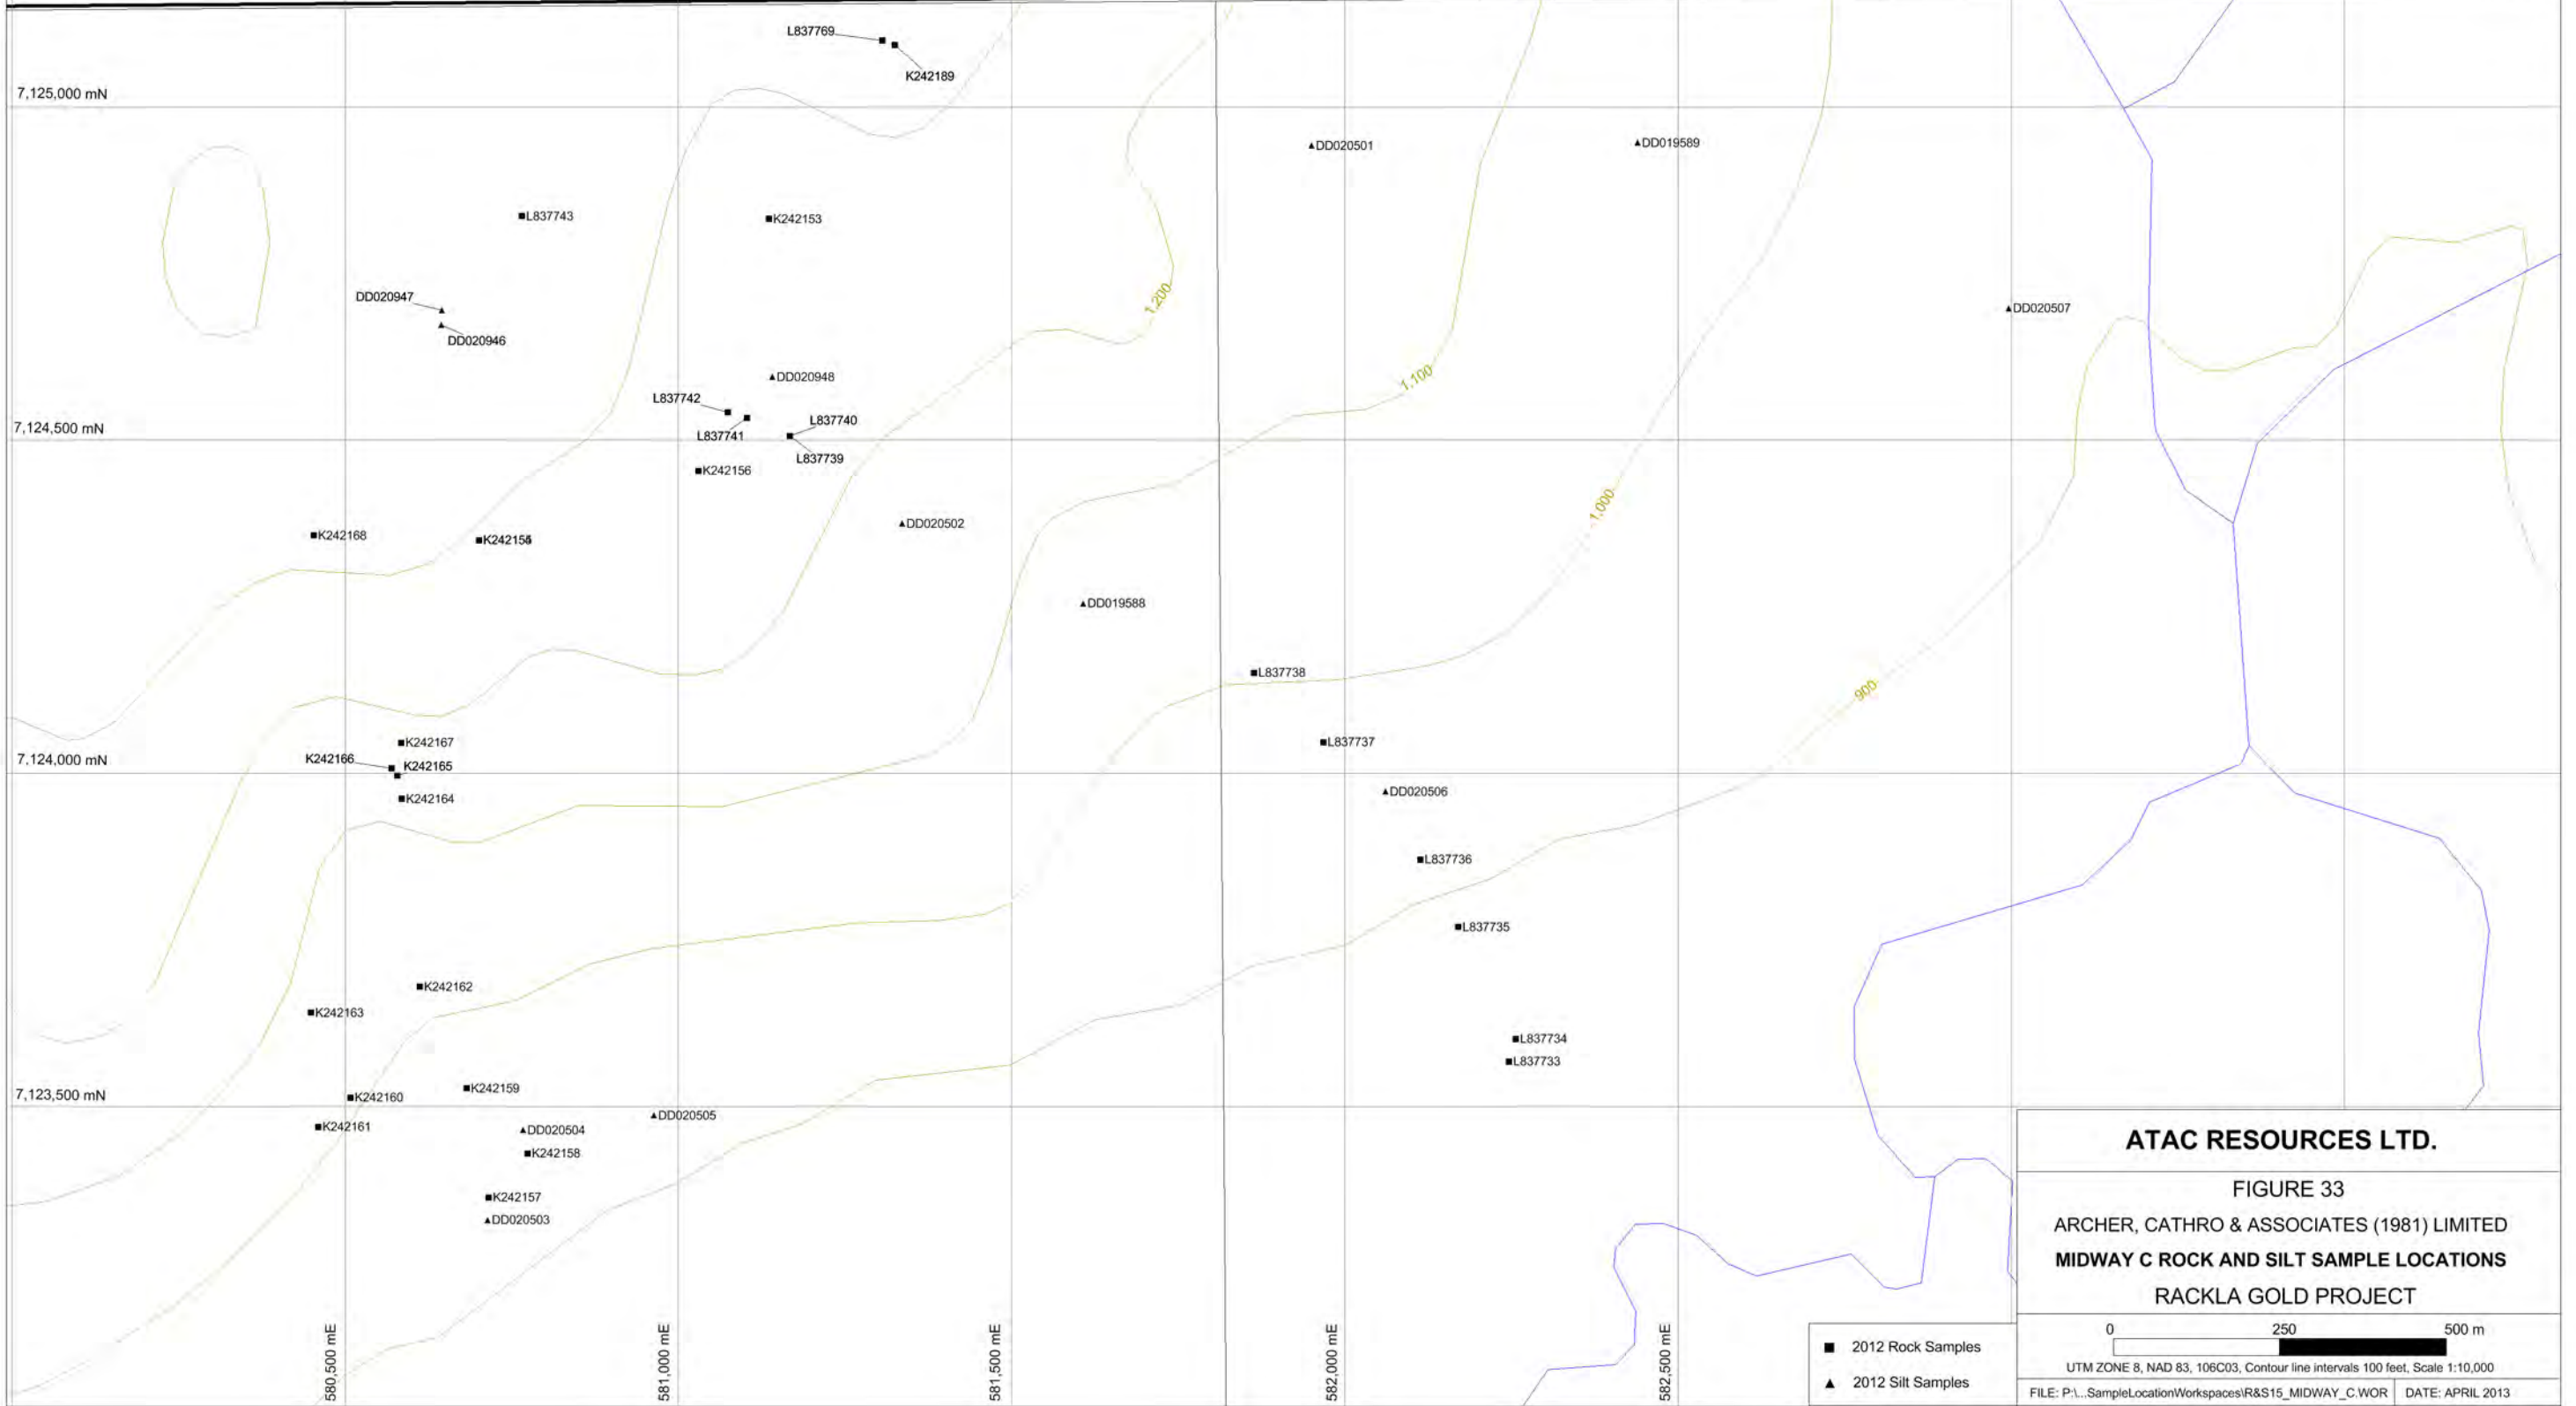 L837769
K242189
7,125,000 mN
DD020501
DD019589
L837743
K242153
DD020947
1,200
DD020507
DD020946
DD020948
1,100
L837742
L837740
7,124,500 mN
L837741
L837739
K242156
1,000
DD020502
K242168
DD019588
L837738
900
K242167
L837737
7,124,000 mN
K242166
K242165
DD020506
K242164
L837736
L837735
K242162
K242163
L837734
L837733
K242159
7,123,500 mN
K242160
DD020505
K242161
DD020504
K242158
K242157
DD020503
580,500 mE
581,000 mE
581,500 mE
582,000 mE
582,500 mE
2012 Rock Samples
2012 Silt Samples
ATAC RESOURCES LTD.
FIGURE 33
ARCHER, CATHRO & ASSOCIATES (1981) LIMITED
MIDWAY C ROCK AND SILT SAMPLE LOCATIONS
RACKLA GOLD PROJECT
0 250 500 m
UTM ZONE 8, NAD 83, 106C03, Contour line intervals 100 feet, Scale 1:10,000
FILE: P:\...SampleLocationWorkspaces\R&S15_MIDWAY_C.WOR
DATE: APRIL 2013